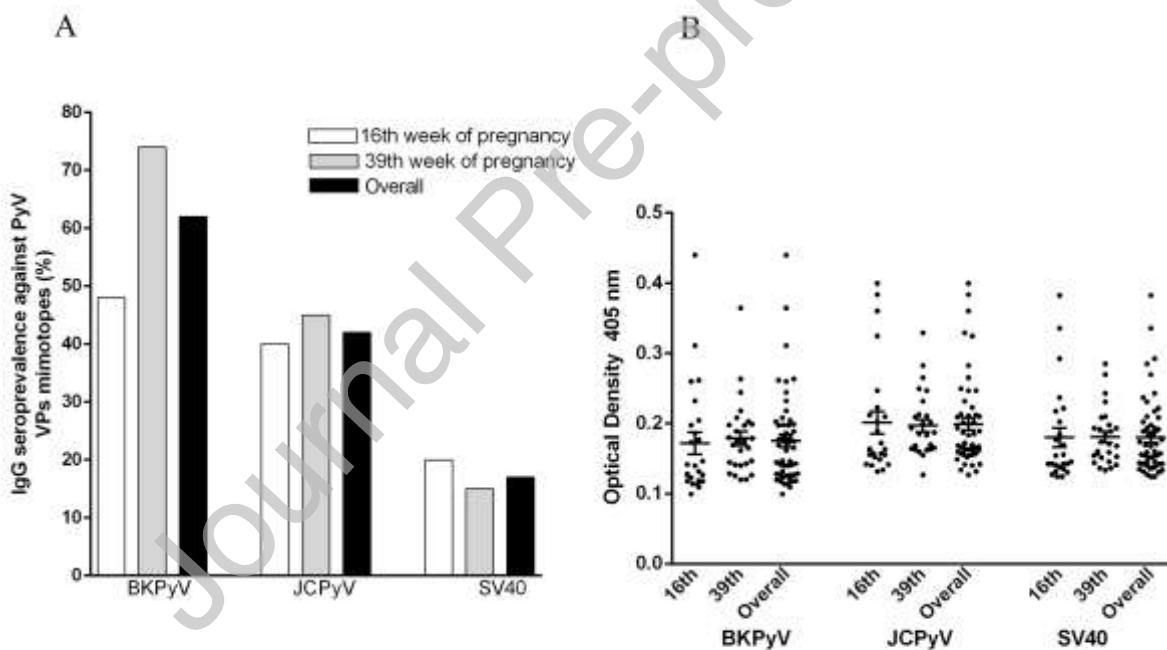 A
B
Journal Pre-pr
80
70
60
50
40
30
20
10
0
IgG seroprevalence against PyV
VPs mimotopes (%)
16th week of pregnancy
39th week of pregnancy
Overall
BKPyV
JCPyV
SV40
0.5
0.4
0.3
0.2
0.1
0.0
Optical Density 405 nm
16th
39th
Overall
16th
39th
Overall
16th
39th
Overall
BKPyV
JCPyV
SV40